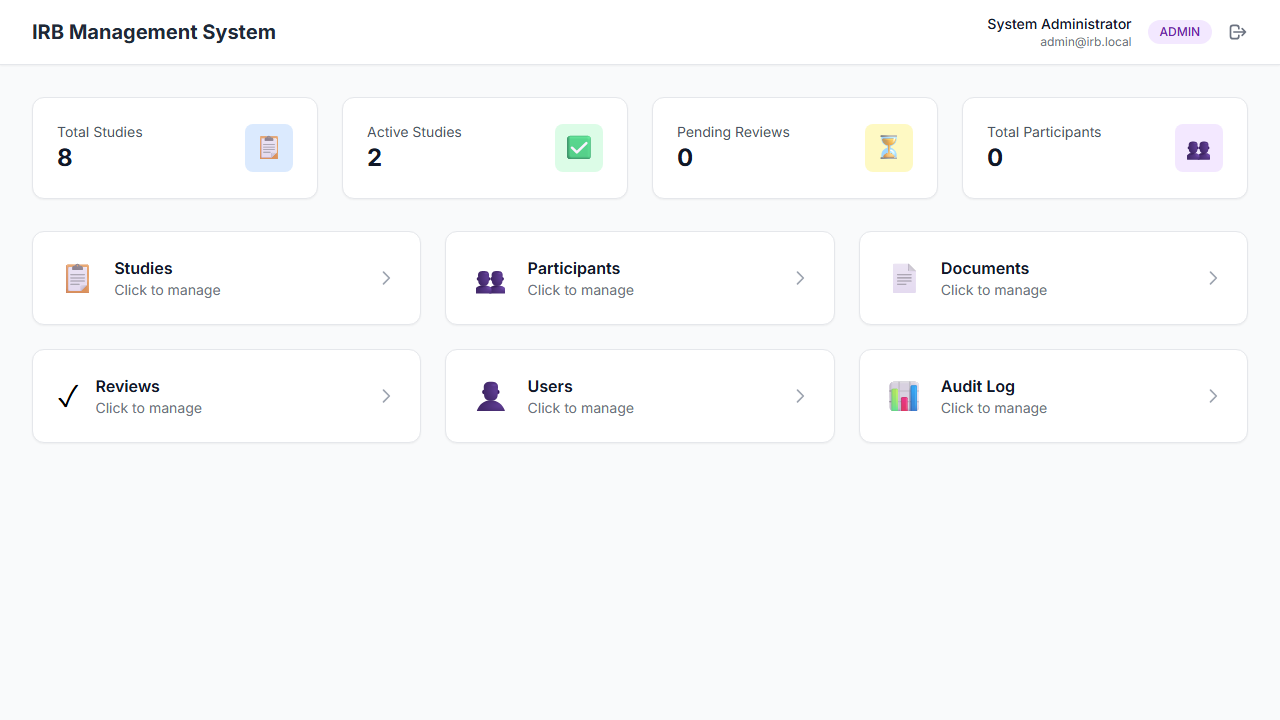 IRB Management System
System Administrator
admin@irb.local
ADMIN
Total Studies
8
Active Studies
2
Pending Reviews
0
Total Participants
0
Studies
Click to manage
Participants
Click to manage
Documents
Click to manage
Reviews
Click to manage
Users
Click to manage
Audit Log
Click to manage